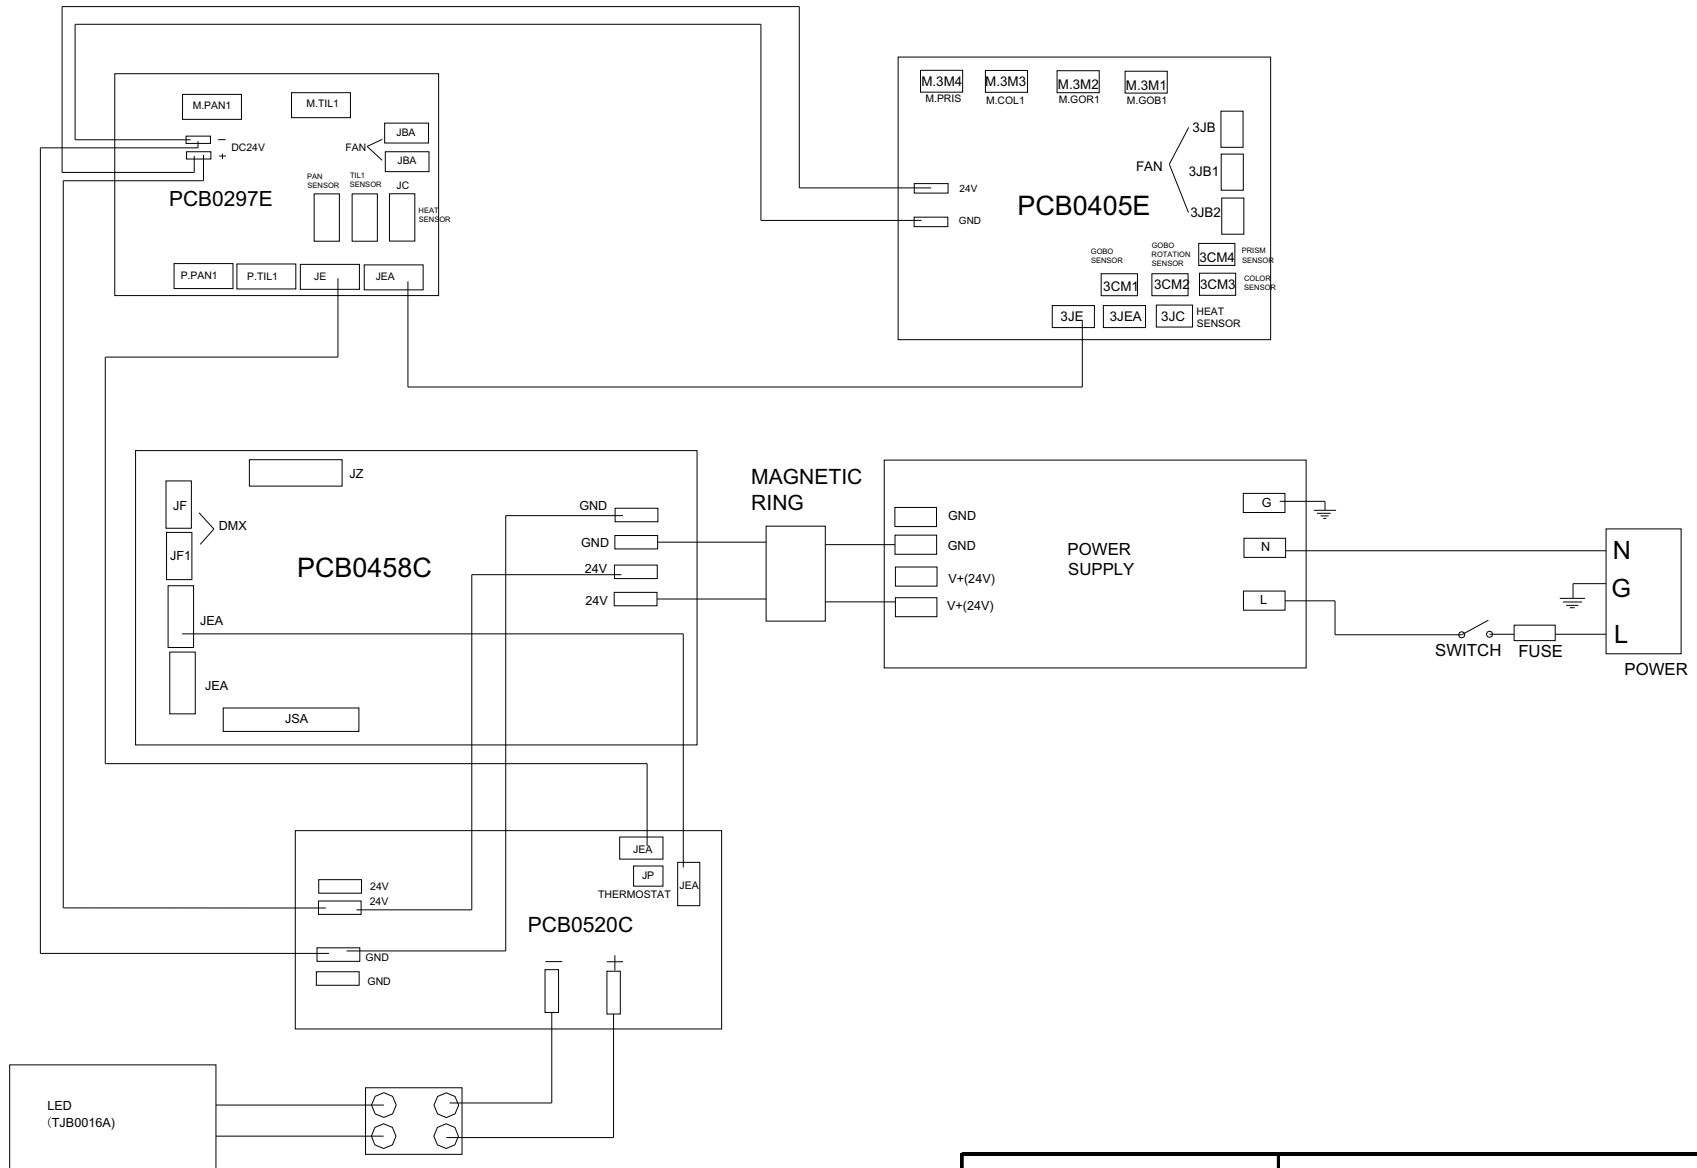 M.PAN1
M.TIL1
JBA
FAN
JBA
−
DC24V
+
PCB0297E
PAN
SENSOR
TIL1
SENSOR
JC
HEAT
SENSOR
P.PAN1
P.TIL1
JE
JEA
M.3M4
M.PRIS
M.3M3
M.COL1
M.3M2
M.GOR1
M.3M1
M.GOB1
3JB
FAN
3JB1
3JB2
24V
PCB0405E
GND
GOBO
SENSOR
GOBO
ROTATION
SENSOR
3CM4
PRISM
SENSOR
3CM1
3CM2
3CM3
COLOR
SENSOR
3JE
3JEA
3JC
HEAT
SENSOR
JZ
JF
DMX
JF1
PCB0458C
GND
GND
24V
24V
JEA
JEA
JSA
MAGNETIC
RING
GND
GND
V+(24V)
V+(24V)
POWER
SUPPLY
G
N
L
SWITCH
FUSE
N
G
L
POWER
JEA
JP
THERMOSTAT
JEA
24V
24V
PCB0520C
GND
GND
−
+
LED
(TJB0016A)